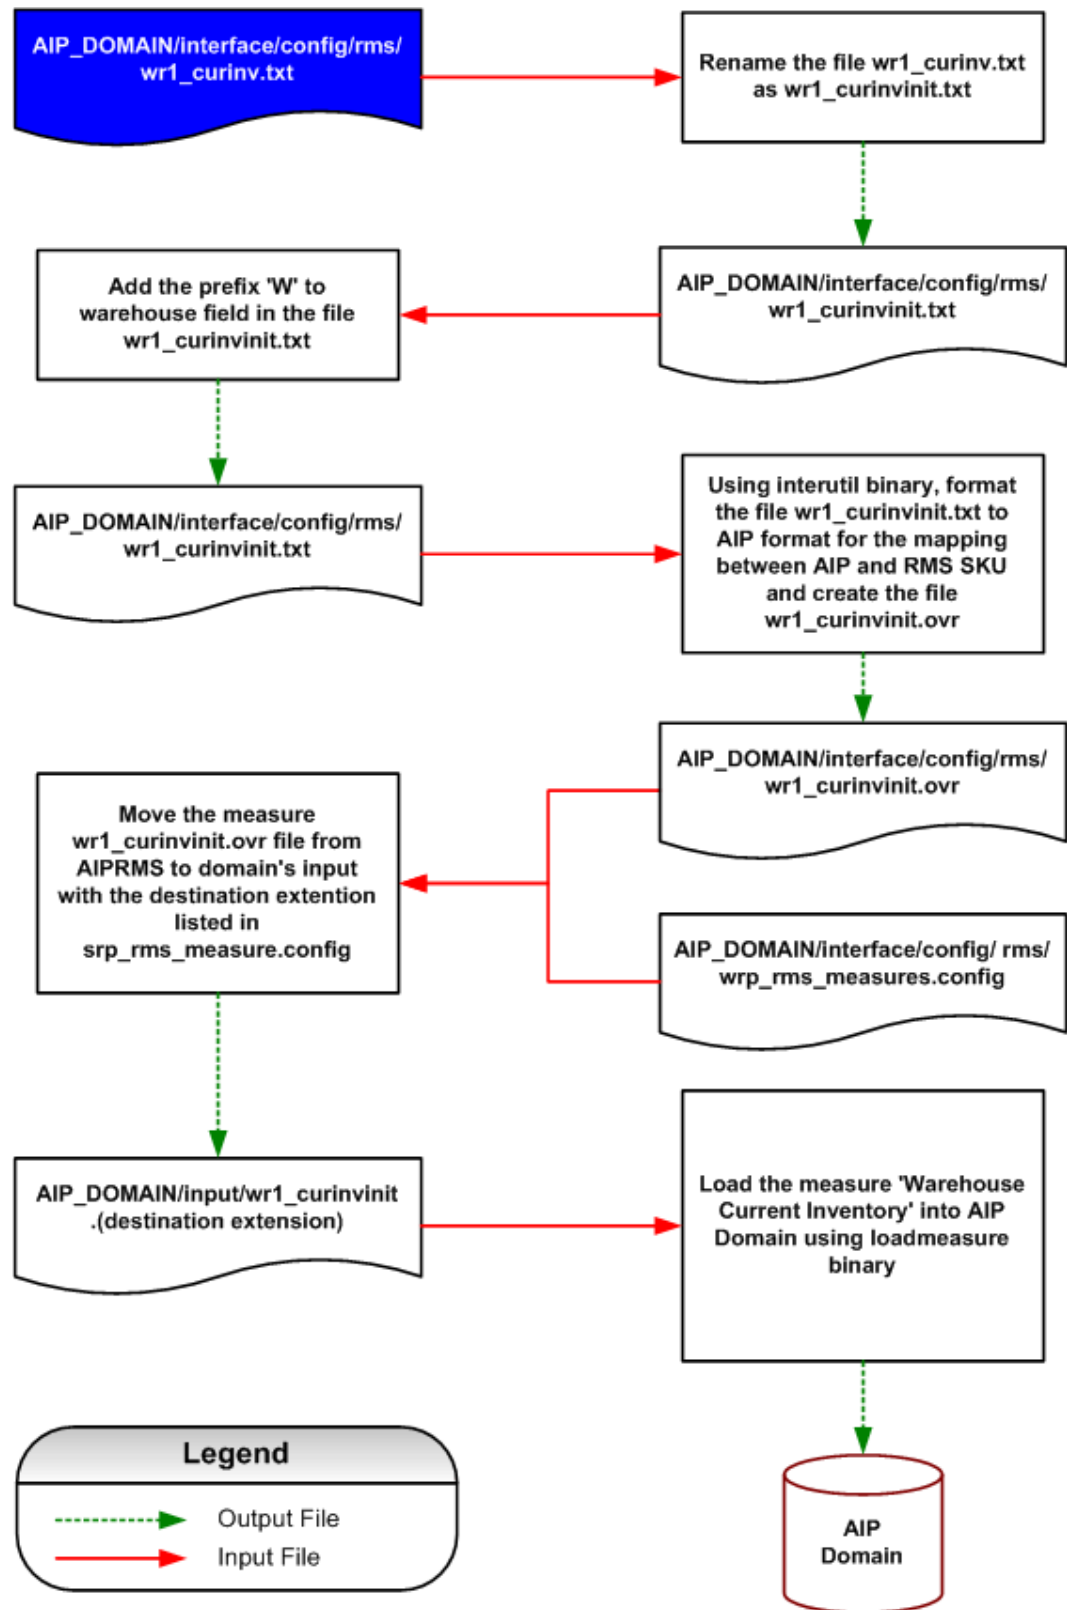 AIP_DOMAIN/interface/config/rms/
wr1_curinv.txt
Rename the file wr1_curinv.txt
as wr1_curinvinit.txt
AIP_DOMAIN/interface/config/rms/
wr1_curinvinit.txt
Add the prefix 'W' to
warehouse field in the file
wr1_curinvinit.txt
AIP_DOMAIN/interface/config/rms/
wr1_curinvinit.txt
Using interutil binary, format
the file wr1_curinvinit.txt to
AIP format for the mapping
between AIP and RMS SKU
and create the file
wr1_curinvinit.ovr
AIP_DOMAIN/interface/config/rms/
wr1_curinvinit.ovr
AIP_DOMAIN/interface/config/ rms/
wrp_rms_measures.config
Move the measure
wr1_curinvinit.ovr file from
AIPRMS to domain's input
with the destination extention
listed in
srp_rms_measure.config
AIP_DOMAIN/input/wr1_curinvinit
.(destination extension)
Load the measure 'Warehouse
Current Inventory' into AIP
Domain using loadmeasure
binary
AIP
Domain
Legend
Output File
Input File